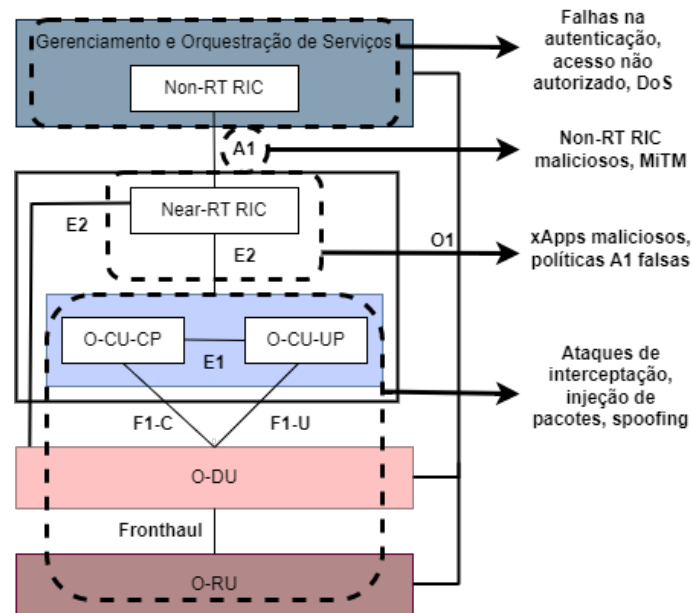 Gerenciamento e Orquestração de Serviços
Non-RT RIC
A1
Near-RT RIC
E2
E2
O1
O-CU-CP
O-CU-UP
E1
F1-C
F1-U
O-DU
Fronthaul
O-RU
Falhas na
autenticação,
acesso não
autorizado, DoS
Non-RT RIC
maliciosos, MiTM
xApps maliciosos,
políticas A1 falsas
Ataques de
interceptação,
injeção de
pacotes, spoofing